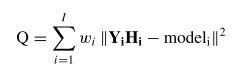 Q = \sum_{i=1}^{I} w_i \|\mathbf{Y_i H_i} - \text{model}_i\|^2